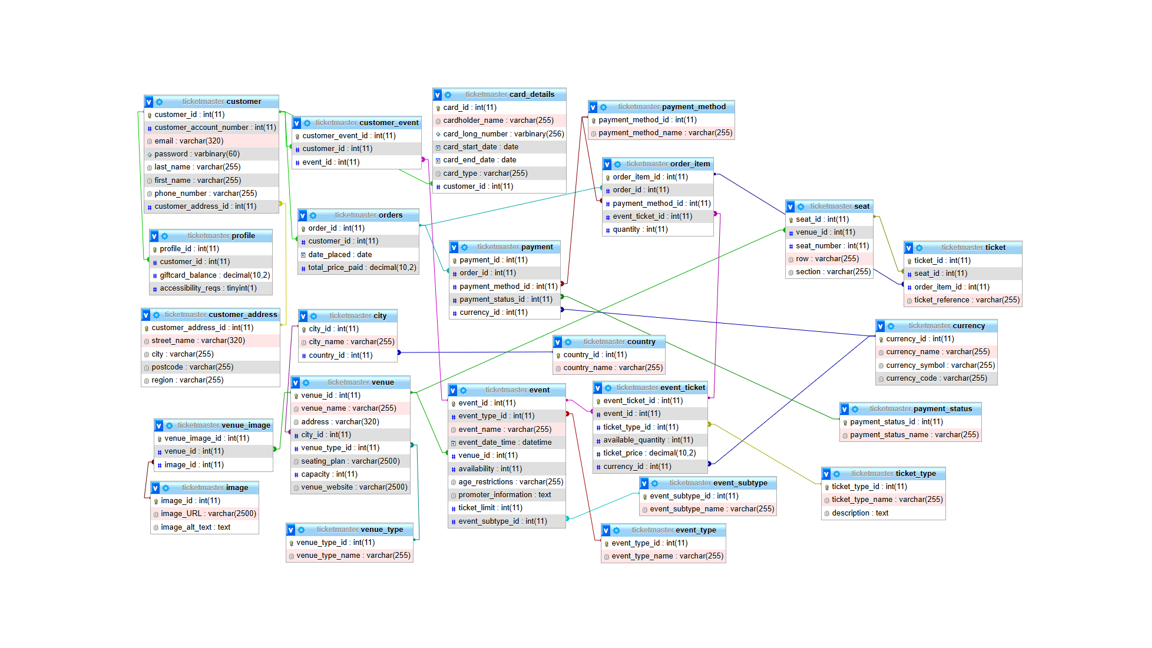 ticketmaster customer
customer_id : int(11)
customer_account_number : int(11)
email : varchar(320)
password : varbinary(60)
last_name : varchar(255)
first_name : varchar(255)
phone_number : varchar(255)
customer_address_id : int(11)
ticketmaster customer_event
customer_event_id : int(11)
customer_id : int(11)
event_id : int(11)
ticketmaster card_details
card_id : int(11)
cardholder_name : varchar(255)
card_long_number : varbinary(256)
card_start_date : date
card_end_date : date
card_type : varchar(255)
customer_id : int(11)
ticketmaster payment_method
payment_method_id : int(11)
payment_method_name : varchar(255)
ticketmaster order_item
order_item_id : int(11)
order_id : int(11)
payment_method_id : int(11)
event_ticket_id : int(11)
quantity : int(11)
ticketmaster seat
seat_id : int(11)
venue_id : int(11)
seat_number : int(11)
row : varchar(255)
section : varchar(255)
ticketmaster profile
profile_id : int(11)
customer_id : int(11)
giftcard_balance : decimal(10,2)
accessibility_reqs : tinyint(1)
ticketmaster orders
order_id : int(11)
customer_id : int(11)
date_placed : date
total_price_paid : decimal(10,2)
ticketmaster payment
payment_id : int(11)
order_id : int(11)
payment_method_id : int(11)
payment_status_id : int(11)
currency_id : int(11)
ticketmaster ticket
ticket_id : int(11)
seat_id : int(11)
order_item_id : int(11)
ticket_reference : varchar(255)
ticketmaster customer_address
customer_address_id : int(11)
street_name : varchar(320)
city : varchar(255)
postcode : varchar(255)
region : varchar(255)
ticketmaster city
city_id : int(11)
city_name : varchar(255)
country_id : int(11)
ticketmaster country
country_id : int(11)
country_name : varchar(255)
ticketmaster currency
currency_id : int(11)
currency_name : varchar(255)
currency_symbol : varchar(255)
currency_code : varchar(255)
ticketmaster venue
venue_id : int(11)
venue_name : varchar(255)
address : varchar(320)
city_id : int(11)
venue_type_id : int(11)
seating_plan : varchar(2500)
capacity : int(11)
venue_website : varchar(2500)
ticketmaster event
event_id : int(11)
event_type_id : int(11)
event_name : varchar(255)
event_date_time : datetime
venue_id : int(11)
availability : int(11)
age_restrictions : varchar(255)
promoter_information : text
ticket_limit : int(11)
event_subtype_id : int(11)
ticketmaster event_ticket
event_ticket_id : int(11)
event_id : int(11)
ticket_type_id : int(11)
available_quantity : int(11)
ticket_price : decimal(10,2)
currency_id : int(11)
ticketmaster payment_status
payment_status_id : int(11)
payment_status_name : varchar(255)
ticketmaster venue_image
venue_image_id : int(11)
venue_id : int(11)
image_id : int(11)
ticketmaster image
image_id : int(11)
image_URL : varchar(2500)
image_alt_text : text
ticketmaster venue_type
venue_type_id : int(11)
venue_type_name : varchar(255)
ticketmaster event_subtype
event_subtype_id : int(11)
event_subtype_name : varchar(255)
ticketmaster event_type
event_type_id : int(11)
event_type_name : varchar(255)
ticketmaster ticket_type
ticket_type_id : int(11)
ticket_type_name : varchar(255)
description : text